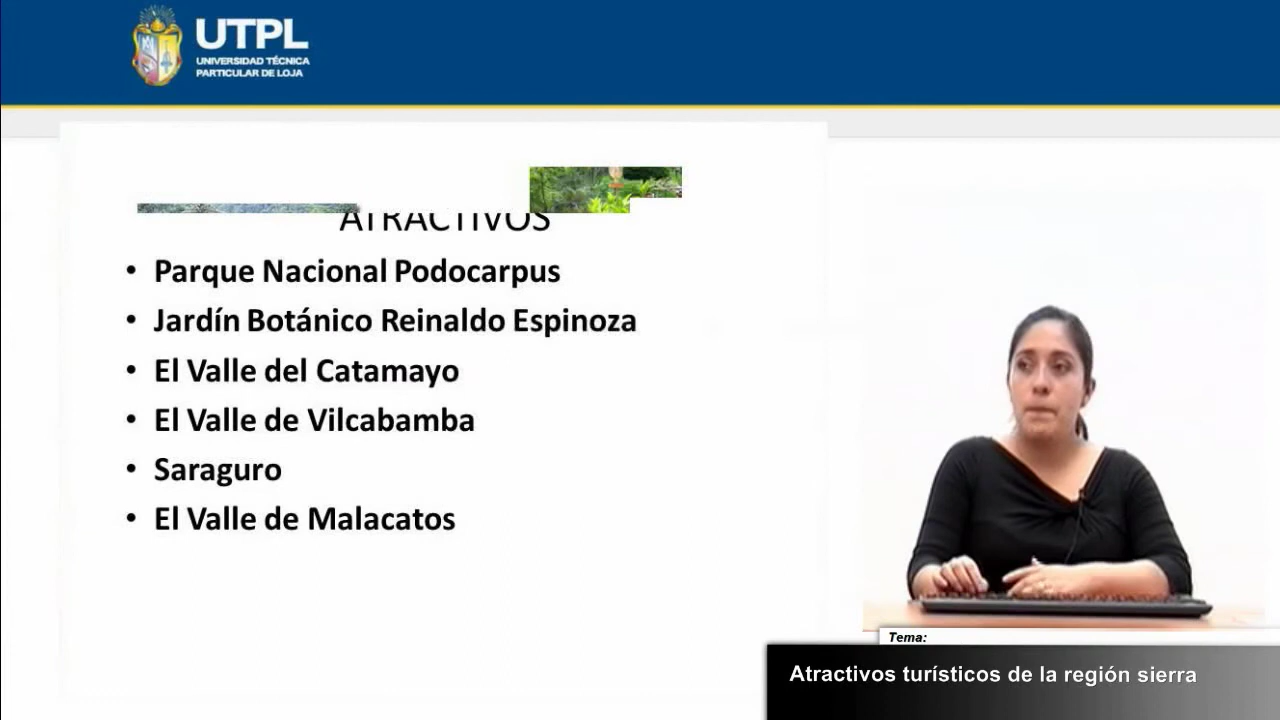 UTPL
UNIVERSIDAD TÉCNICA
PARTICULAR DE LOJA
ATRACTIVOS
• Parque Nacional Podocarpus
• Jardín Botánico Reinaldo Espinoza
• El Valle del Catamayo
• El Valle de Vilcabamba
• Saraguro
• El Valle de Malacatos
Tema:
Atractivos turísticos de la región sierra